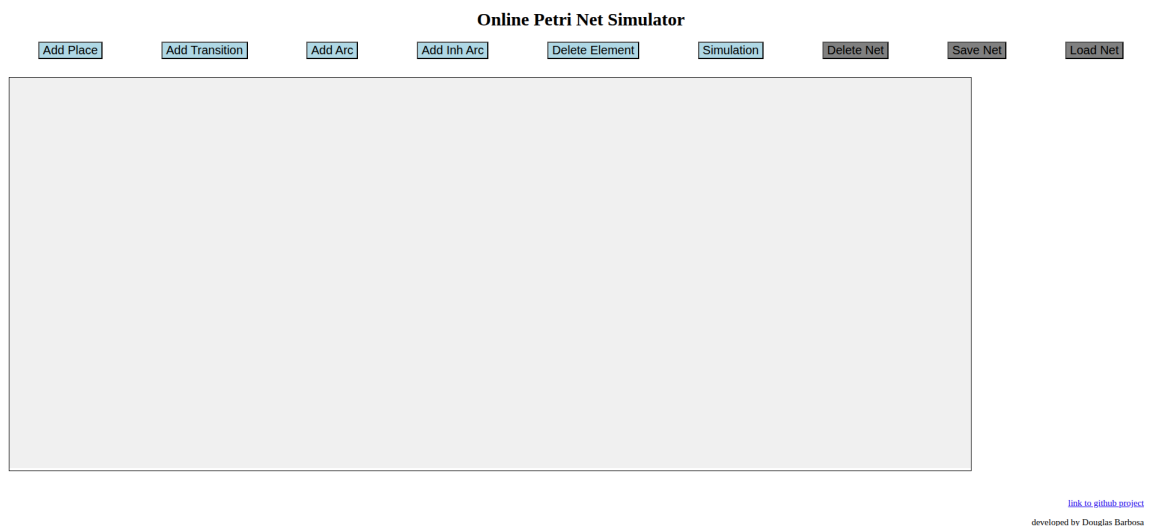 Online Petri Net Simulator
Add Place Add Transition Add Arc Add Inh Arc Delete Element Simulation Delete Net Save Net Load Net
link to github project
developed by Douglas Barbosa